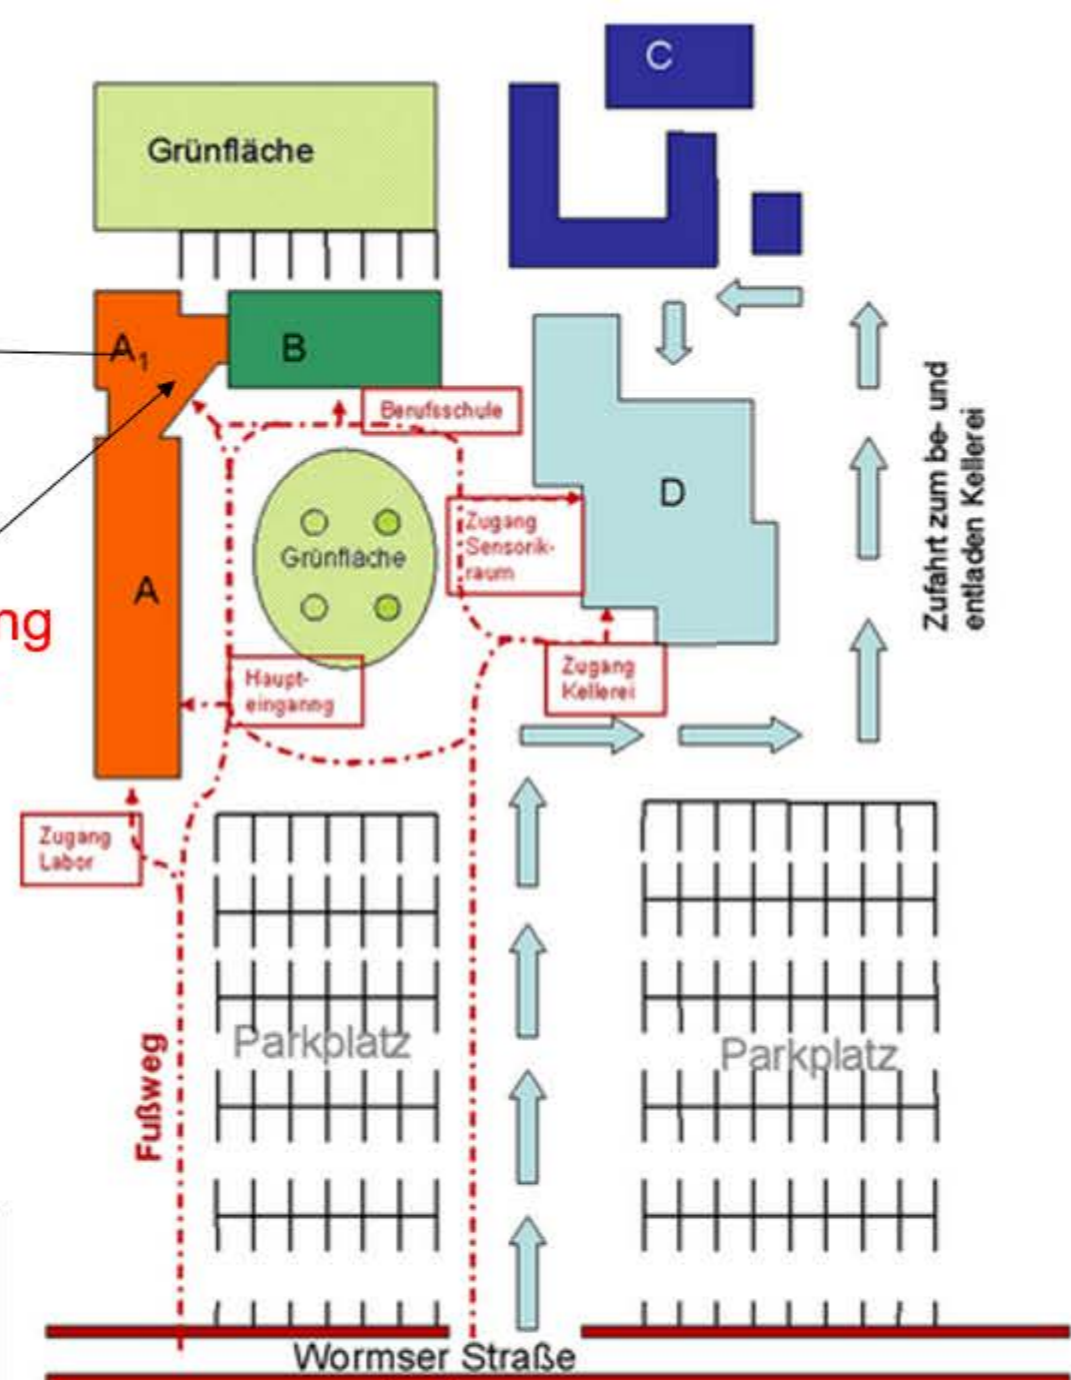 C
Grünfläche
A1
B
Berufsschule
D
Zugang
Sensorik-
raum
Grünfläche
A
ng
Haupt-
einganng
Zugang
Kellerei
Zufahrt zum be- und
entladen Kellerei
Zugang
Labor
Parkplatz
Parkplatz
Fußweg
Wormser Straße